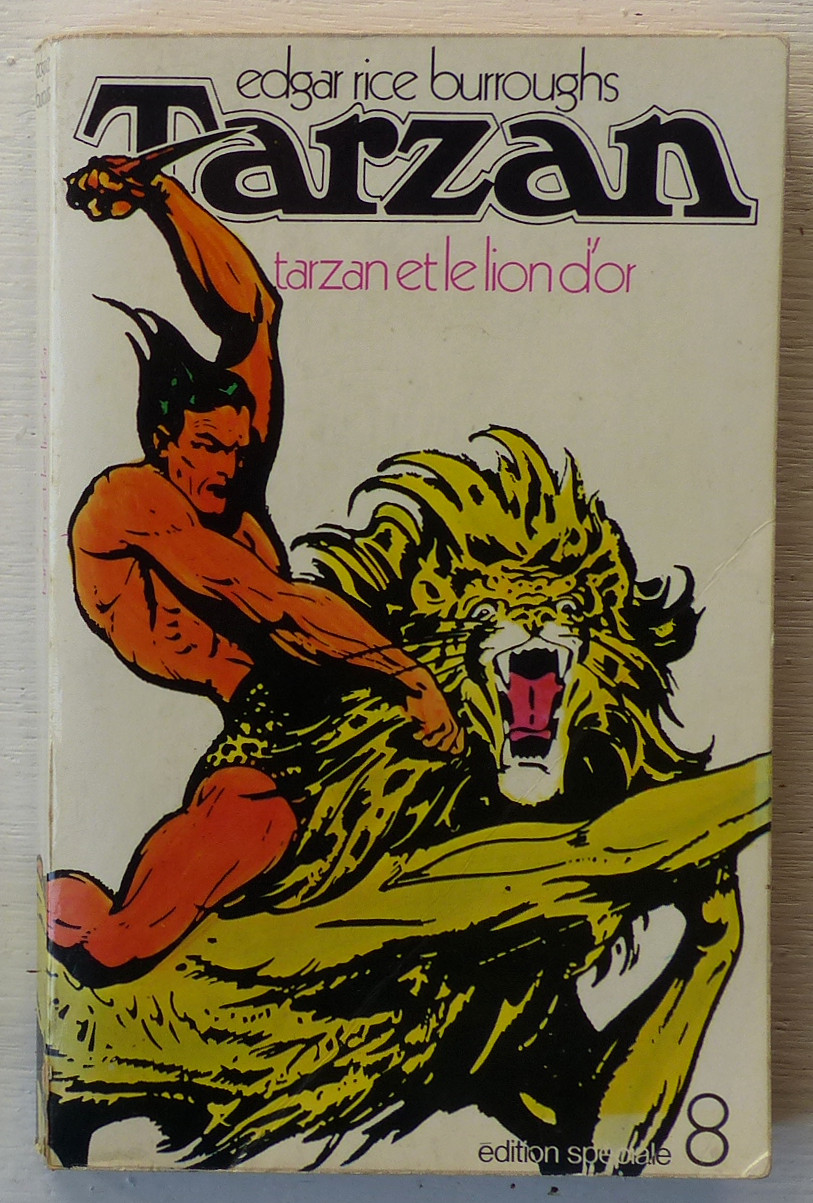 edgar rice burroughs
Tarzan
tarzan et le lion d'or
édition spéciale 8